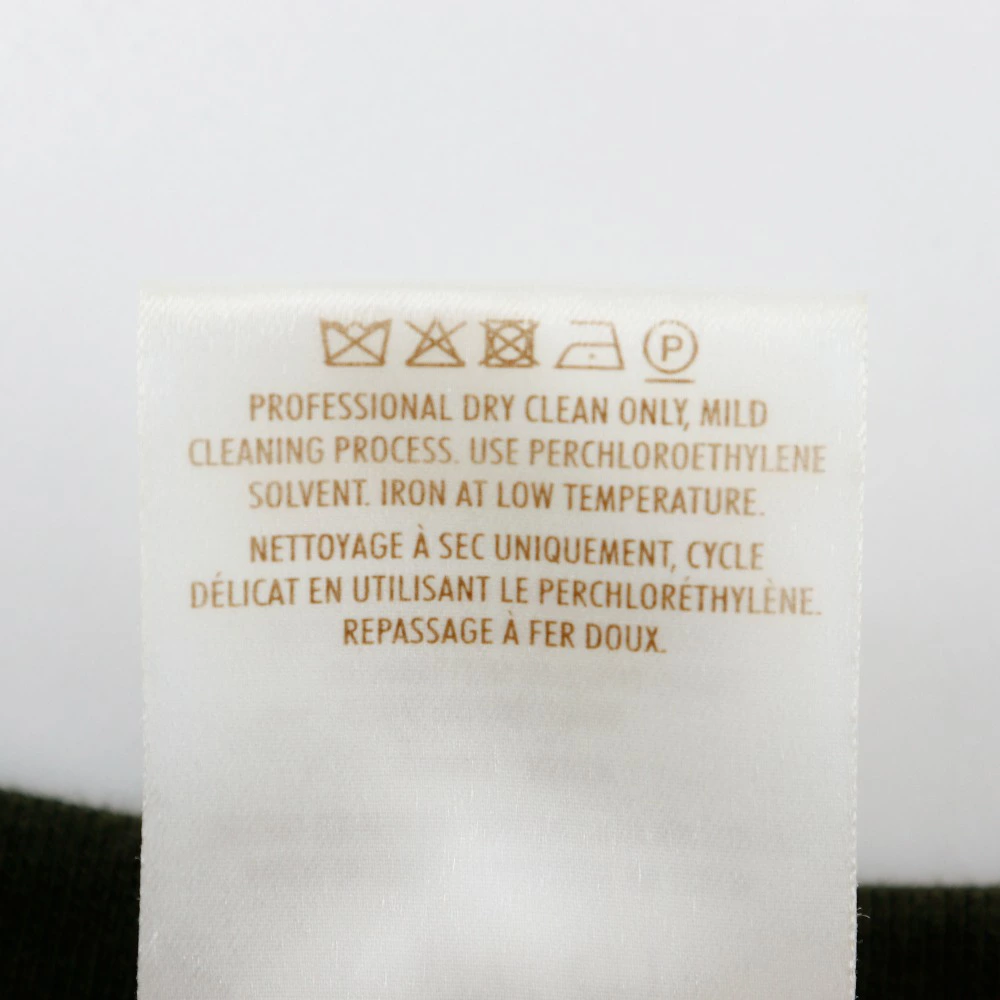 P
PROFESSIONAL DRY CLEAN ONLY, MILD
CLEANING PROCESS. USE PERCHLOROETHYLENE
SOLVENT. IRON AT LOW TEMPERATURE.
NETTOYAGE À SEC UNIQUEMENT, CYCLE
DÉLICAT EN UTILISANT LE PERCHLORÉTHYLÈNE.
REPASSAGE À FER DOUX.